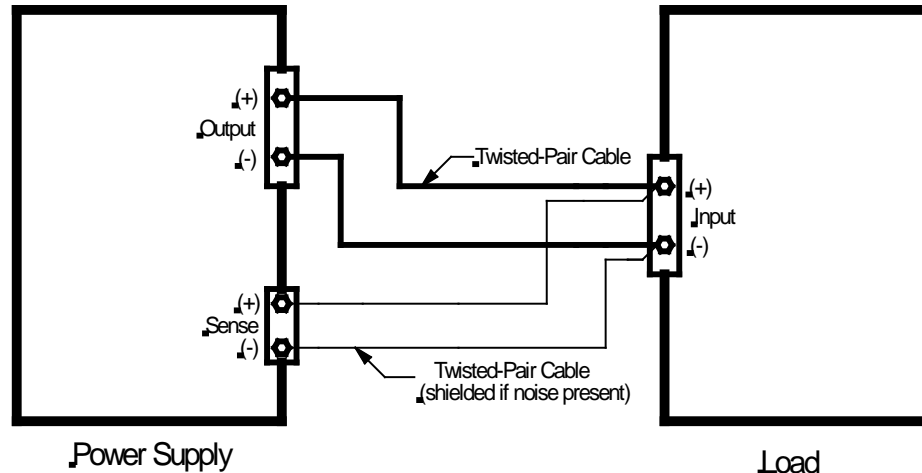 (+)
Output
(-)
Twisted-Pair Cable
(+)
Input
(-)
(+)
Sense
(-)
Twisted-Pair Cable
(shielded if noise present)
Power Supply
Load